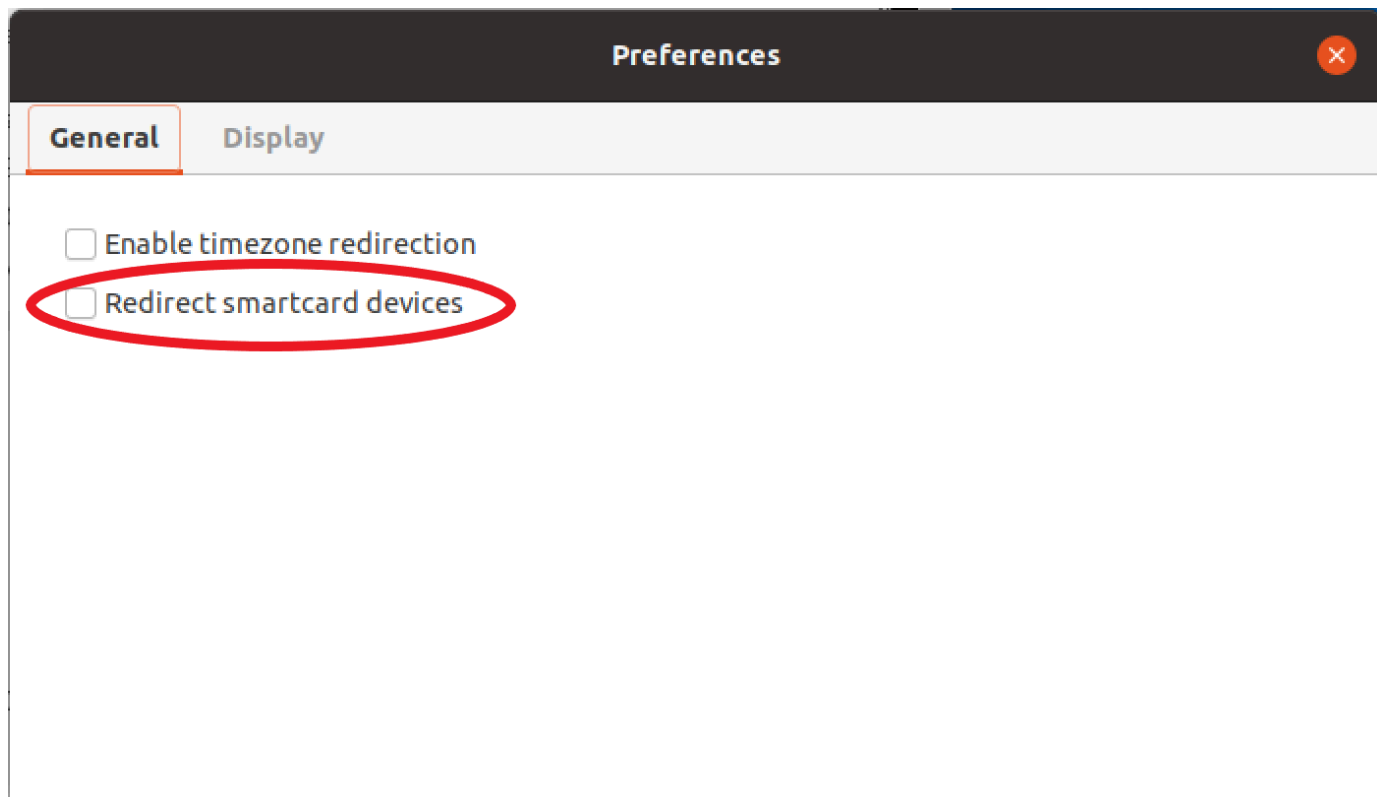 Preferences
General Display
Enable timezone redirection
Redirect smartcard devices